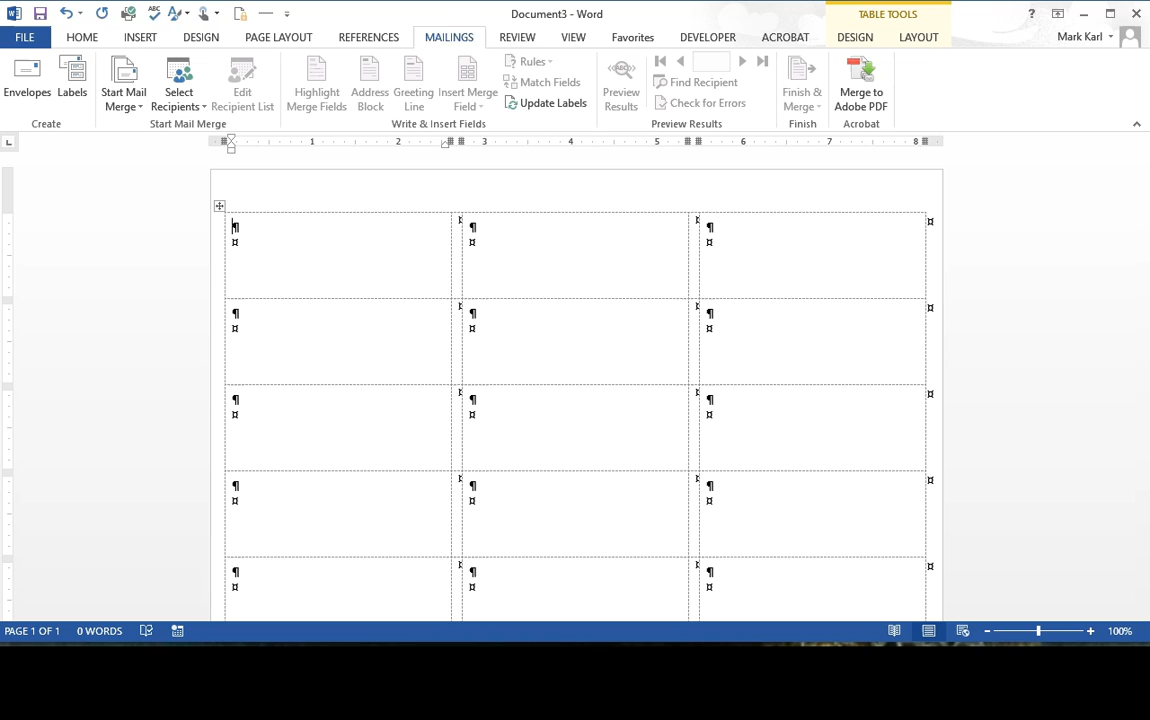 Document3 - Word
TABLE TOOLS
FILE HOME INSERT DESIGN PAGE LAYOUT REFERENCES MAILINGS REVIEW VIEW Favorites DEVELOPER ACROBAT DESIGN LAYOUT Mark Karl
Envelopes
Labels
Create
Start Mail
Merge
Select
Recipients
Edit
Recipient List
Start Mail Merge
Highlight
Merge Fields
Address
Block
Greeting
Line
Insert Merge
Field
Rules
Match Fields
Update Labels
Write & Insert Fields
ABC
Preview
Results
Find Recipient
Check for Errors
Preview Results
Finish &
Merge
Finish
Merge to
Adobe PDF
Acrobat
1 2 3 4 5 6 7 8
¶ ¶ ¶
¤ ¤ ¤
¶ ¶ ¶
¤ ¤ ¤
¶ ¶ ¶
¤ ¤ ¤
¶ ¶ ¶
¤ ¤ ¤
¶ ¶ ¶
¤ ¤ ¤
PAGE 1 OF 1 0 WORDS 100%